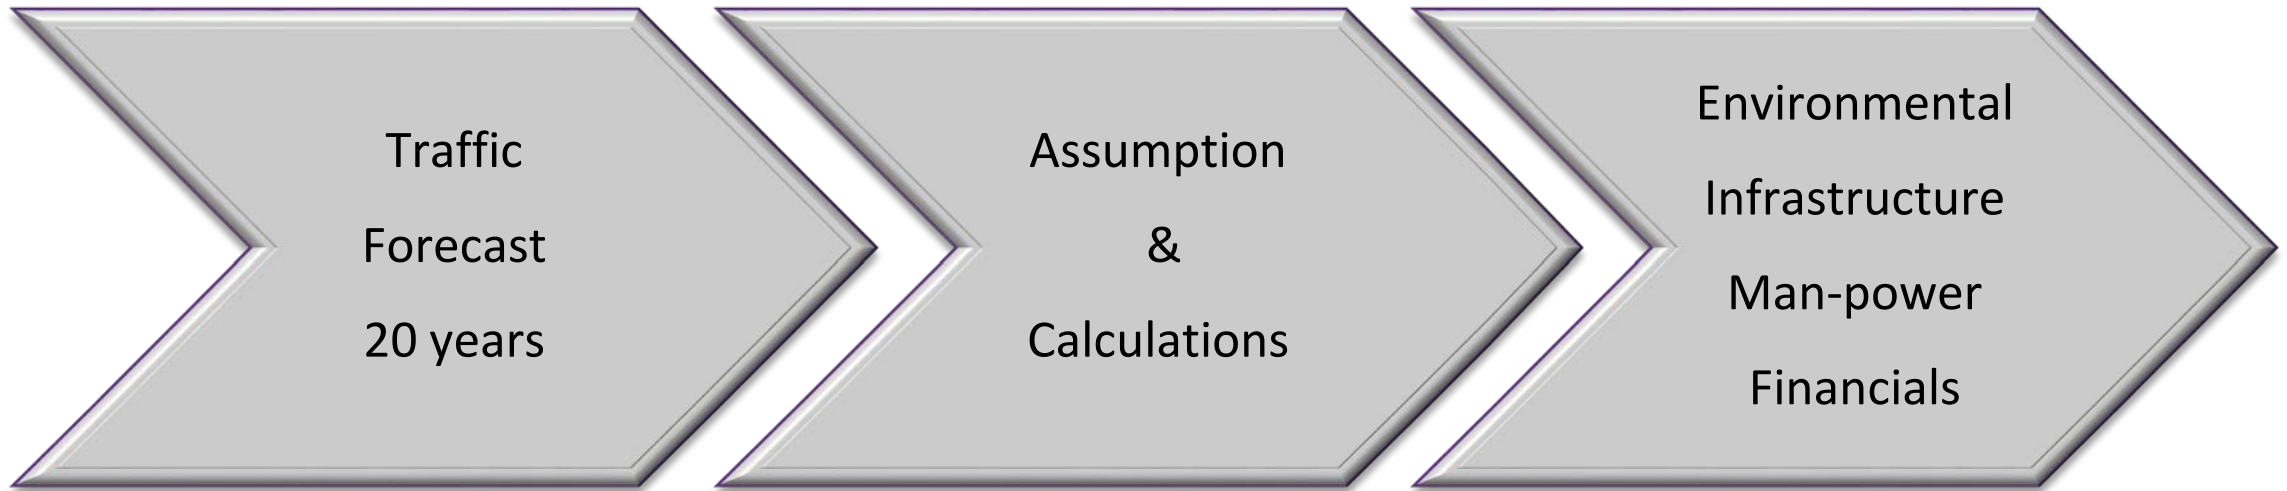 Traffic
Forecast
20 years
Assumption
&
Calculations
Environmental
Infrastructure
Man-power
Financials